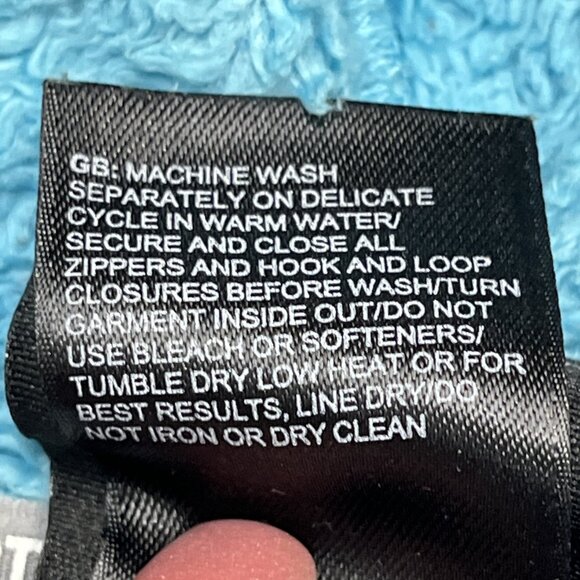 GB: MACHINE WASH
SEPARATELY ON DELICATE
CYCLE IN WARM WATER/
SECURE AND CLOSE ALL
ZIPPERS AND HOOK AND LOOP
CLOSURES BEFORE WASH/TURN
GARMENT INSIDE OUT/DO NOT
USE BLEACH OR SOFTENERS/
TUMBLE DRY LOW HEAT OR FOR
BEST RESULTS, LINE DRY/DO
NOT IRON OR DRY CLEAN